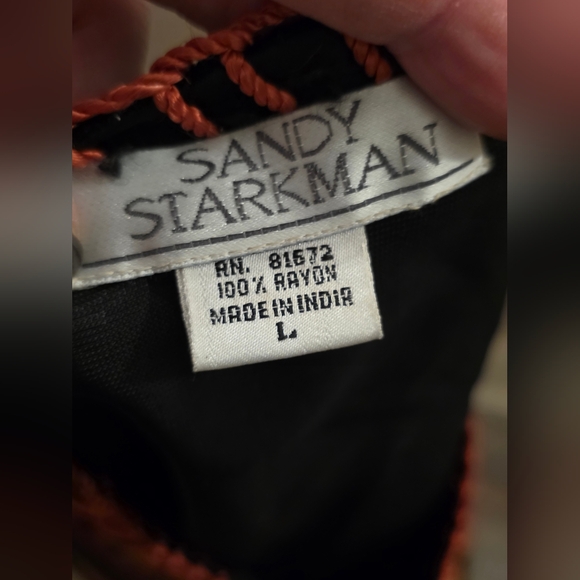 SANDY
STARKMAN
RN. 81672
100% RAYON
MADE IN INDIA
L